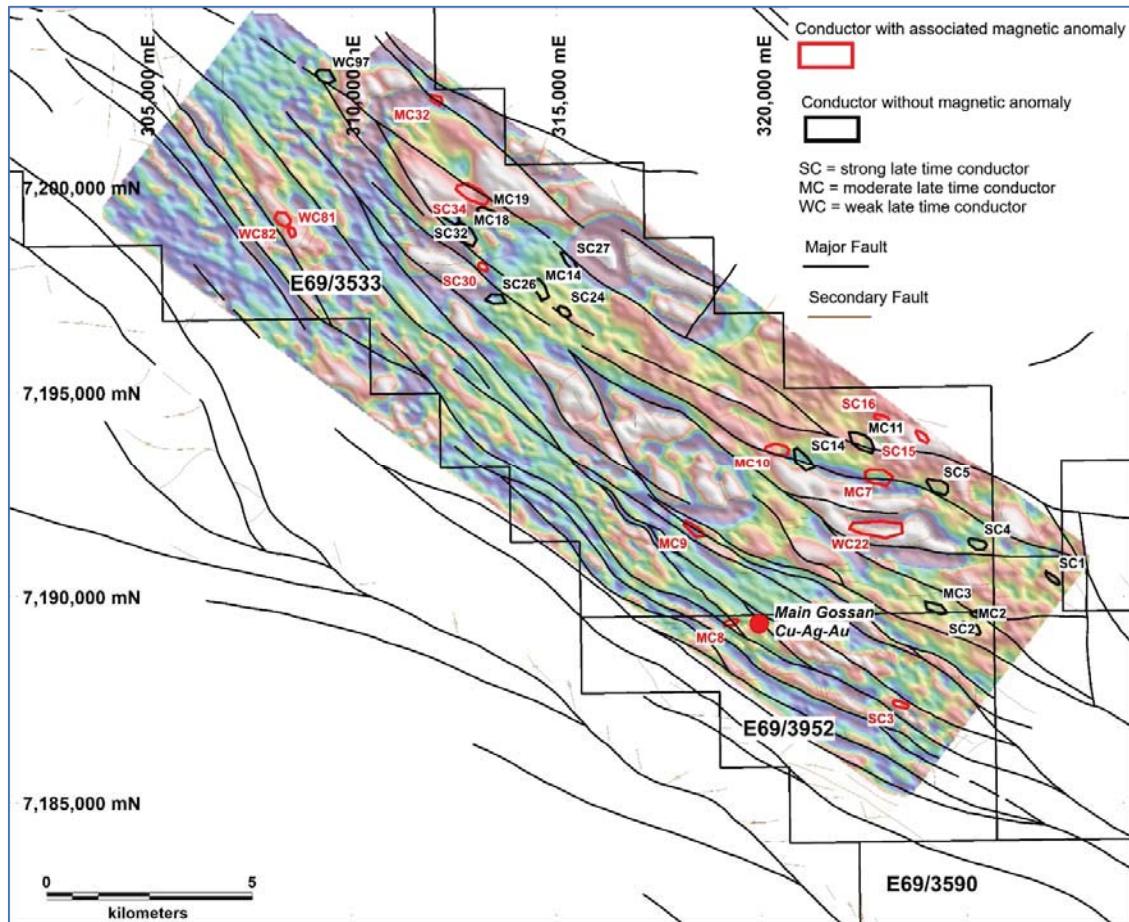 Conductor with associated magnetic anomaly
Conductor without magnetic anomaly
SC = strong late time conductor
MC = moderate late time conductor
WC = weak late time conductor
Major Fault
Secondary Fault
305,000 mE
310,000 mE
315,000 mE
320,000 mE
WC97
MC32
7,200,000 mN
MC19
SC34
MC18
WC81
WC82
SC32
SC27
E69/3533
SC30
SC26
MC14
SC24
7,195,000 mN
SC16
MC11
SC14
SC15
MC10
MC7
SC5
MC9
WC22
SC4
SC1
7,190,000 mN
MC3
MC2
Main Gossan
Cu-Ag-Au
MC8
SC2
SC3
E69/3952
7,185,000 mN
0 5
kilometers
E69/3590